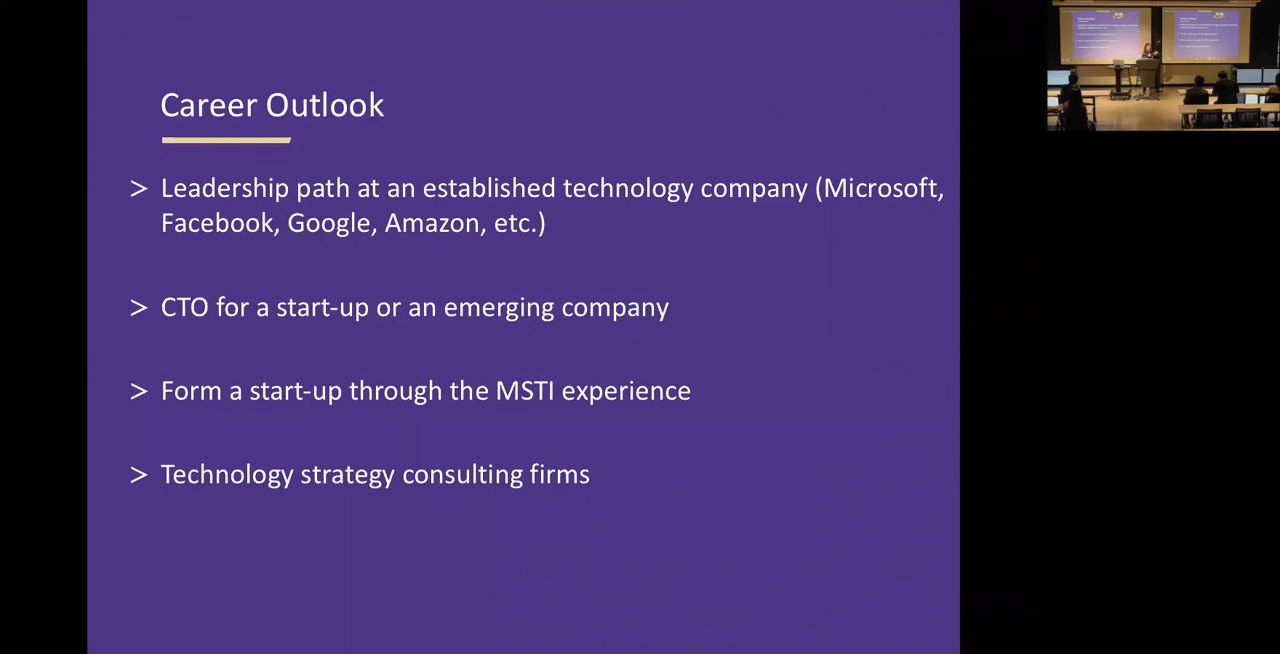 Career Outlook
> Leadership path at an established technology company (Microsoft,
Facebook, Google, Amazon, etc.)
> CTO for a start-up or an emerging company
> Form a start-up through the MSTI experience
> Technology strategy consulting firms